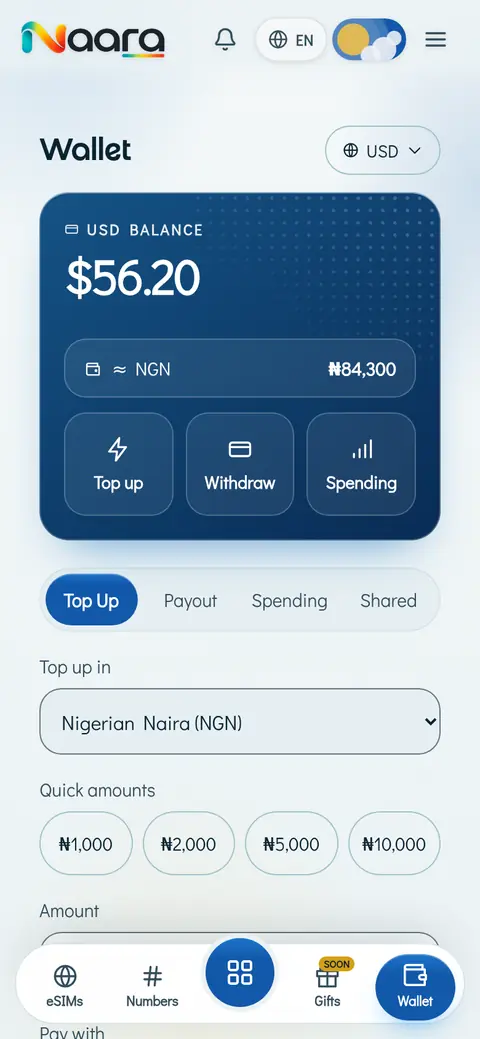 Naara
EN
Wallet
USD
USD BALANCE
$56.20
≈ NGN ₦84,300
Top up Withdraw Spending
Top Up Payout Spending Shared
Top up in
Nigerian Naira (NGN)
Quick amounts
₦1,000 ₦2,000 ₦5,000 ₦10,000
Amount
SOON
eSIMs Numbers Gifts Wallet
Pay with